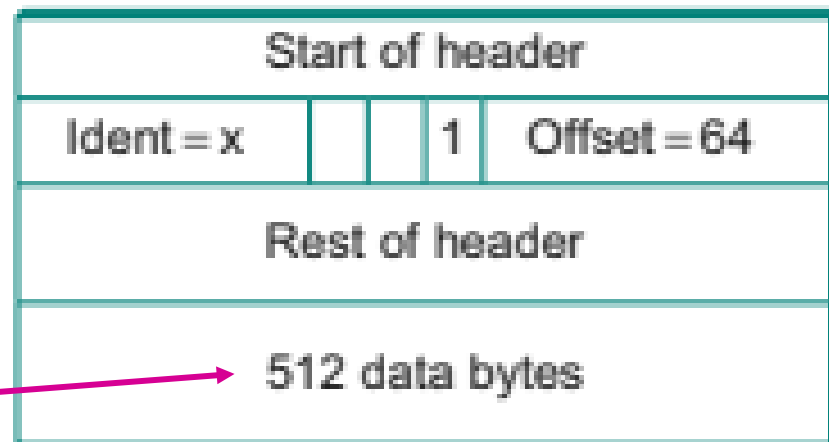 Start of header
Ident = x 1 Offset = 64
Rest of header
512 data bytes